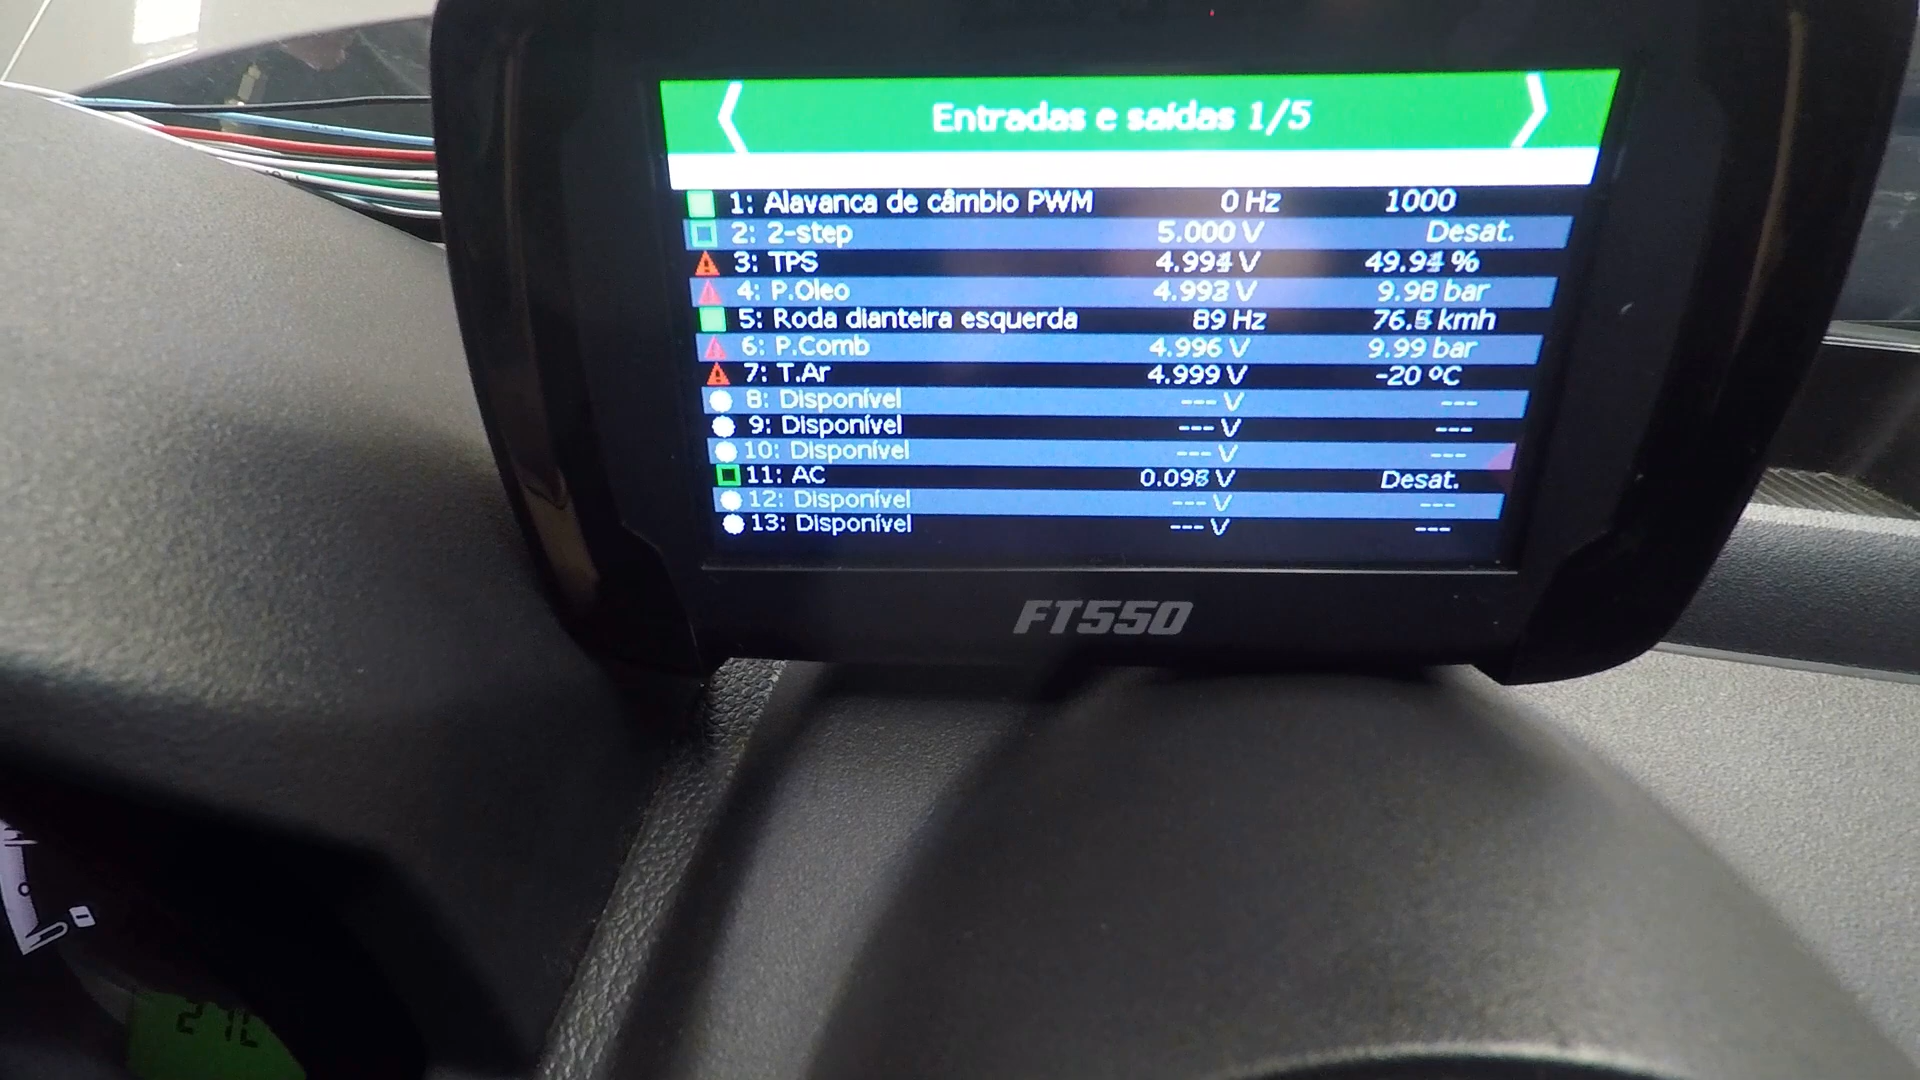 Entradas e saídas 1/5
1: Alavanca de câmbio PWM 0 Hz 1000
2: 2-step 5.000 V Desat.
3: TPS 4.994 V 49.94 %
4: P.Oleo 4.992 V 9.98 bar
5: Roda dianteira esquerda 89 Hz 76.5 kmh
6: P.Comb 4.996 V 9.99 bar
7: T.Ar 4.999 V -20 ºC
8: Disponível --- V ---
9: Disponível --- V ---
10: Disponível --- V ---
11: AC 0.098 V Desat.
12: Disponível --- V ---
13: Disponível --- V ---
FT550